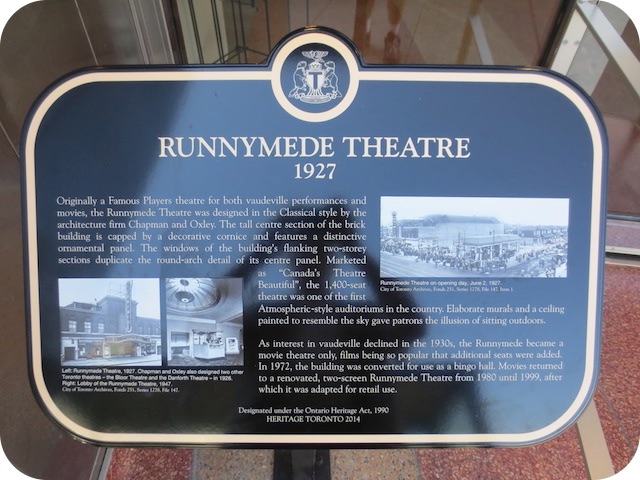 T
RUNNYMEDE THEATRE
1927
Originally a Famous Players theatre for both vaudeville performances and
movies, the Runnymede Theatre was designed in the Classical style by the
architecture firm Chapman and Oxley. The tall centre section of the brick
building is capped by a decorative cornice and features a distinctive
ornamental panel. The windows of the building's flanking two-storey
sections duplicate the round-arch detail of its centre panel. Marketed
as "Canada's Theatre
Beautiful", the 1,400-seat
theatre was one of the first
Atmospheric-style auditoriums in the country. Elaborate murals and a ceiling
painted to resemble the sky gave patrons the illusion of sitting outdoors.
Runnymede Theatre on opening day, June 2, 1927.
City of Toronto Archives, Fonds 251, Series 1278, File 147, Item 1
Left: Runnymede Theatre, 1927. Chapman and Oxley also designed two other
Toronto theatres – the Bloor Theatre and the Danforth Theatre – in 1928.
Right: Lobby of the Runnymede Theatre, 1947.
City of Toronto Archives, Fonds 251, Series 1278, File 147.
As interest in vaudeville declined in the 1930s, the Runnymede became a
movie theatre only, films being so popular that additional seats were added.
In 1972, the building was converted for use as a bingo hall. Movies returned
to a renovated, two-screen Runnymede Theatre from 1980 until 1999, after
which it was adapted for retail use.
Designated under the Ontario Heritage Act, 1990
HERITAGE TORONTO 2014